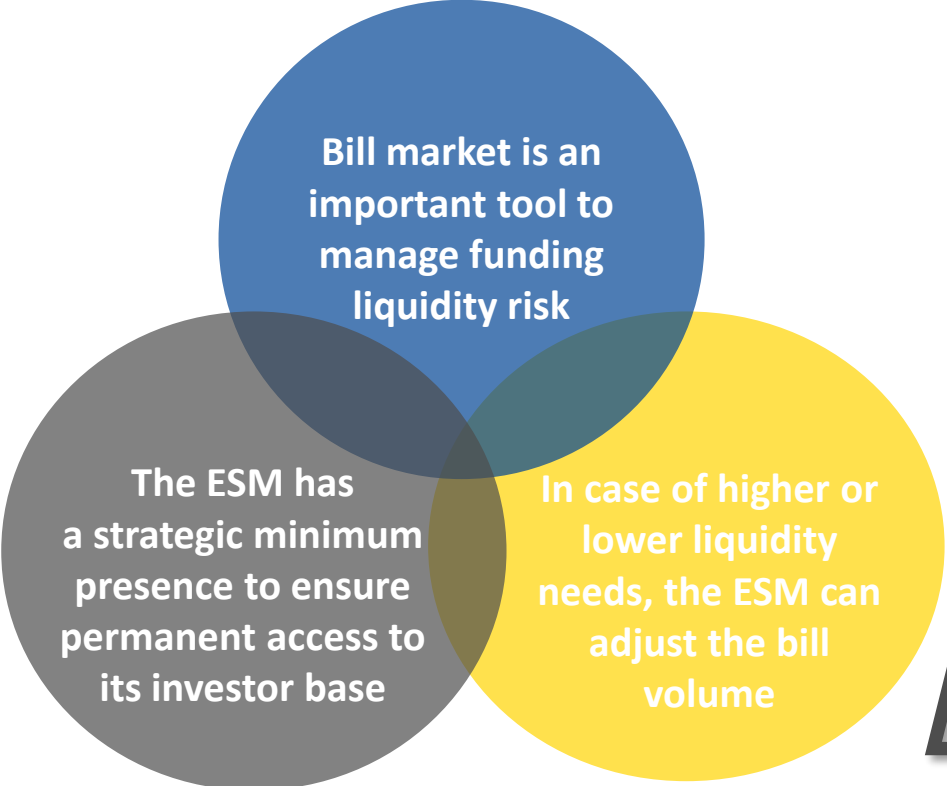 Bill market is an
important tool to
manage funding
liquidity risk
The ESM has
a strategic minimum
presence to ensure
permanent access to
its investor base
In case of higher or
lower liquidity
needs, the ESM can
adjust the bill
volume